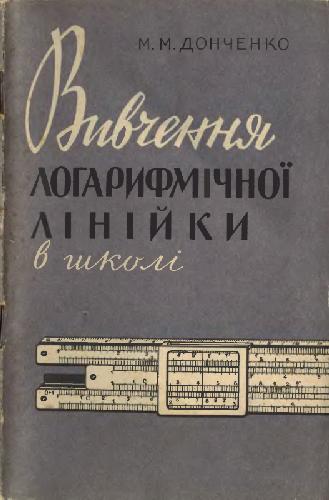 М. М. ДОНЧЕНКО
Вивчення
ЛОГАРИФМІЧНОЇ
ЛІНІЙКИ
в школі